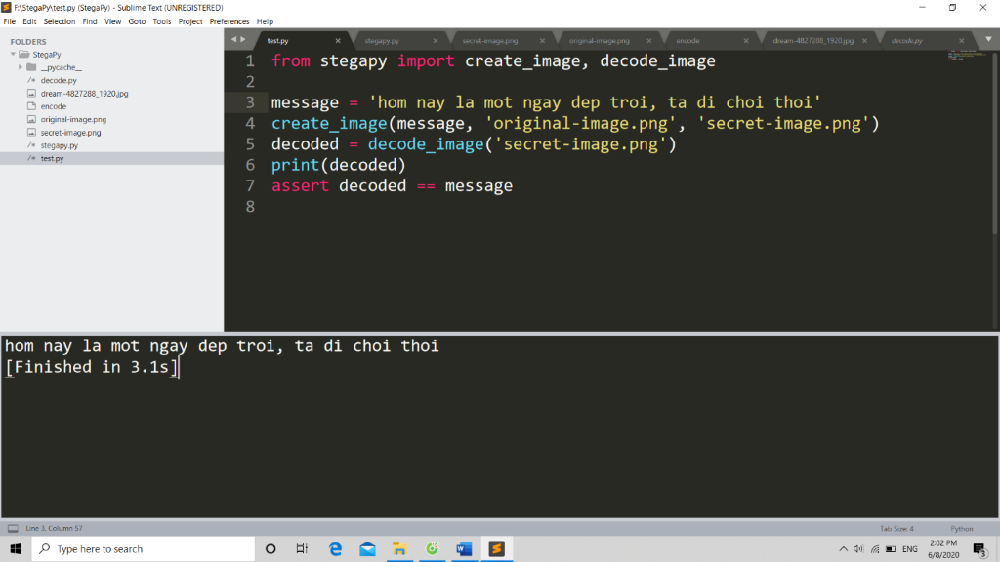 F:\StegaPy\test.py (StegaPy) - Sublime Text (UNREGISTERED)
File Edit Selection Find View Goto Tools Project Preferences Help
FOLDERS
StegaPy
__pycache__
decode.py
dream-4827288_1920.jpg
encode
original-image.png
secret-image.png
stegapy.py
test.py
test.py stegapy.py secret-image.png original-image.png encode dream-4827288_1920.jpg decode.py
1 from stegapy import create_image, decode_image
2
3 message = 'hom nay la mot ngay dep troi, ta di choi thoi'
4 create_image(message, 'original-image.png', 'secret-image.png')
5 decoded = decode_image('secret-image.png')
6 print(decoded)
7 assert decoded == message
8
hom nay la mot ngay dep troi, ta di choi thoi
[Finished in 3.1s]
Line 3, Column 57 Tab Size: 4 Python
Type here to search
ENG
2:02 PM
6/8/2020
3